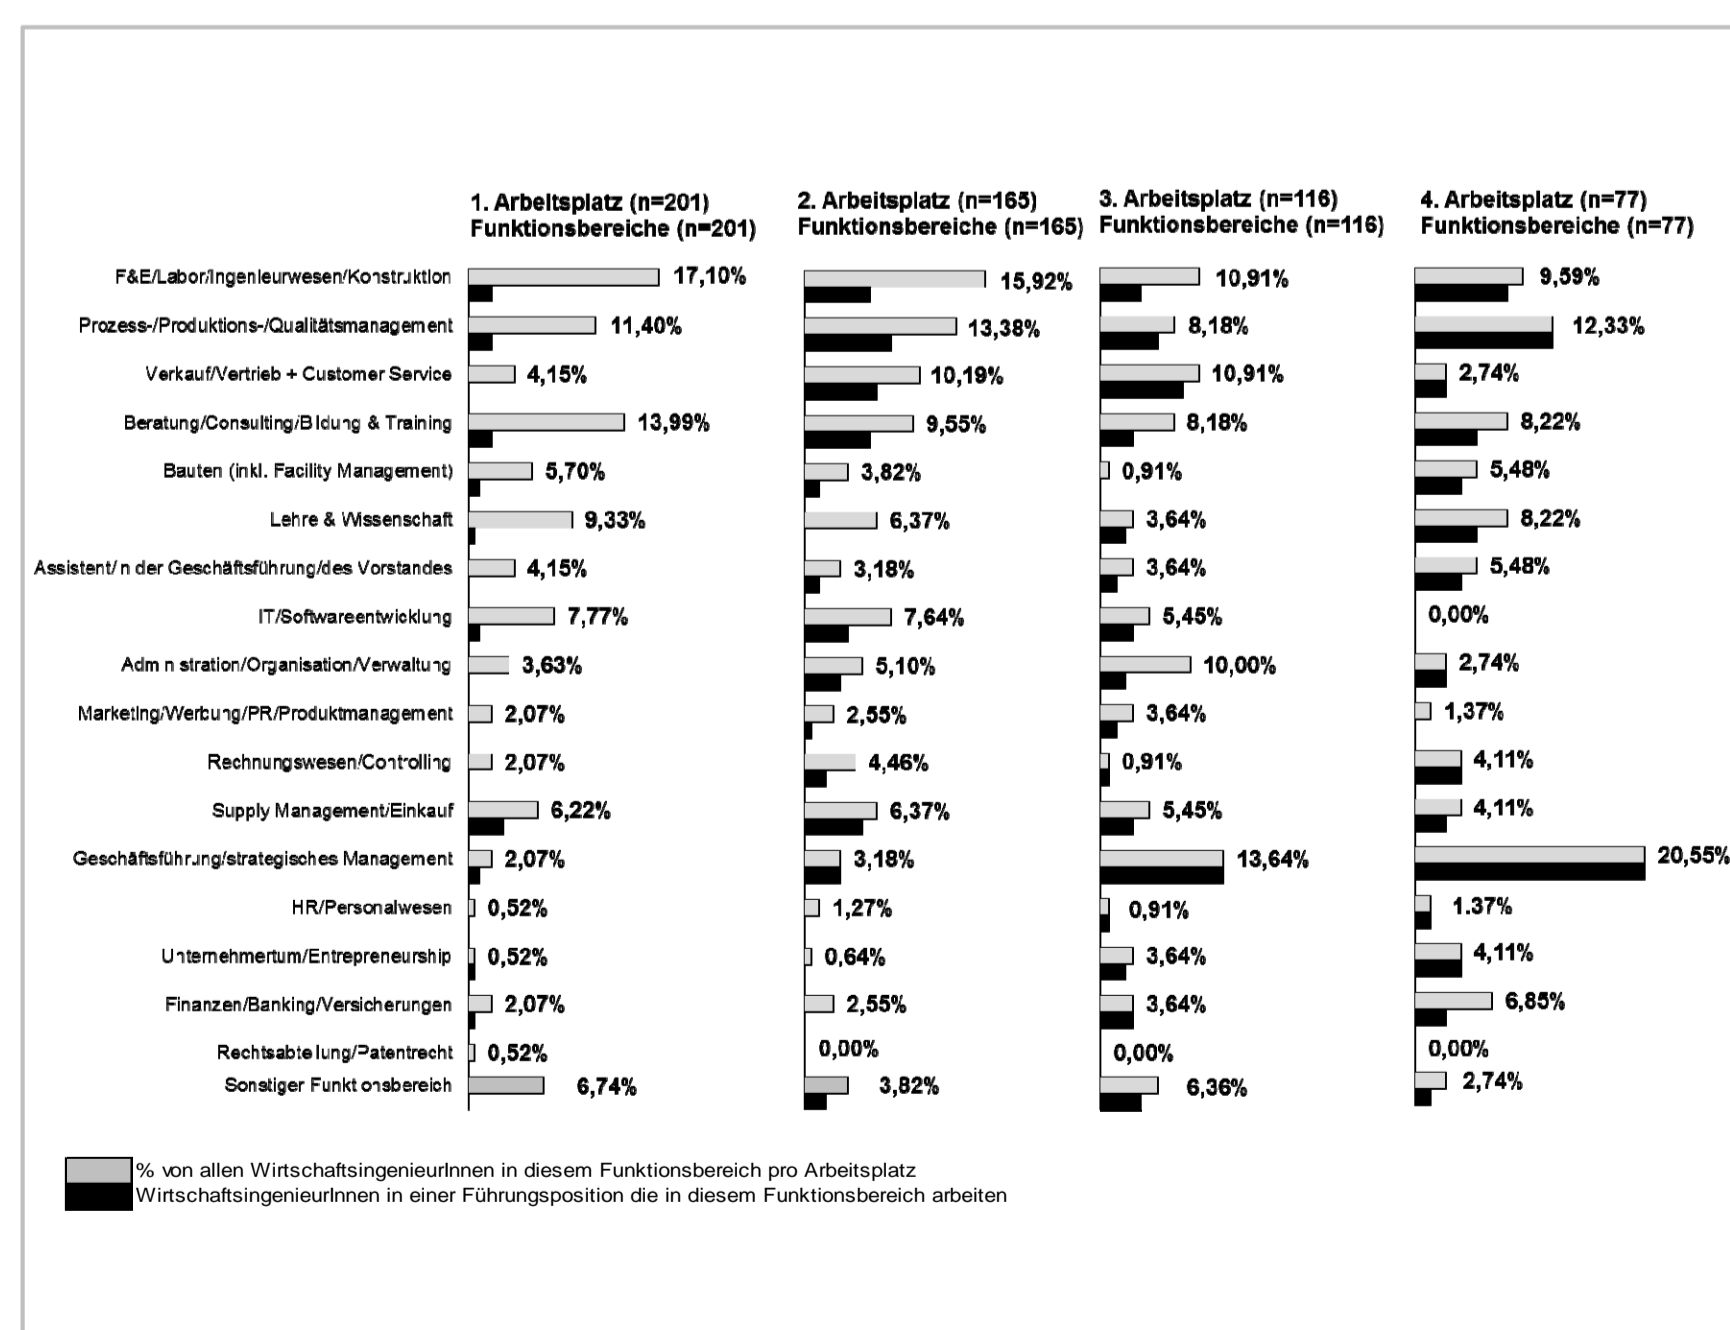 1. Arbeitsplatz (n=201)
Funktionsbereiche (n=201)
2. Arbeitsplatz (n=165)
Funktionsbereiche (n=165)
3. Arbeitsplatz (n=116)
Funktionsbereiche (n=116)
4. Arbeitsplatz (n=77)
Funktionsbereiche (n=77)
F&E/Labor/Ingenieurwesen/Konstruktion 17,10% 15,92% 10,91% 9,59%
Prozess-/Produktions-/Qualitätsmanagement 11,40% 13,38% 8,18% 12,33%
Verkauf/Vertrieb + Customer Service 4,15% 10,19% 10,91% 2,74%
Beratung/Consulting/Bildung & Training 13,99% 9,55% 8,18% 8,22%
Bauten (inkl. Facility Management) 5,70% 3,82% 0,91% 5,48%
Lehre & Wissenschaft 9,33% 6,37% 3,64% 8,22%
Assistent/in der Geschäftsführung/des Vorstandes 4,15% 3,18% 3,64% 5,48%
IT/Softwareentwicklung 7,77% 7,64% 5,45% 0,00%
Administration/Organisation/Verwaltung 3,63% 5,10% 10,00% 2,74%
Marketing/Werbung/PR/Produktmanagement 2,07% 2,55% 3,64% 1,37%
Rechnungswesen/Controlling 2,07% 4,46% 0,91% 4,11%
Supply Management/Einkauf 6,22% 6,37% 5,45% 4,11%
Geschäftsführung/strategisches Management 2,07% 3,18% 13,64% 20,55%
HR/Personalwesen 0,52% 1,27% 0,91% 1.37%
Unternehmertum/Entrepreneurship 0,52% 0,64% 3,64% 4,11%
Finanzen/Banking/Versicherungen 2,07% 2,55% 3,64% 6,85%
Rechtsabteilung/Patentrecht 0,52% 0,00% 0,00% 0,00%
Sonstiger Funktionsbereich 6,74% 3,82% 6,36% 2,74%
% von allen WirtschaftsingenieurInnen in diesem Funktionsbereich pro Arbeitsplatz
WirtschaftsingenieurInnen in einer Führungsposition die in diesem Funktionsbereich arbeiten